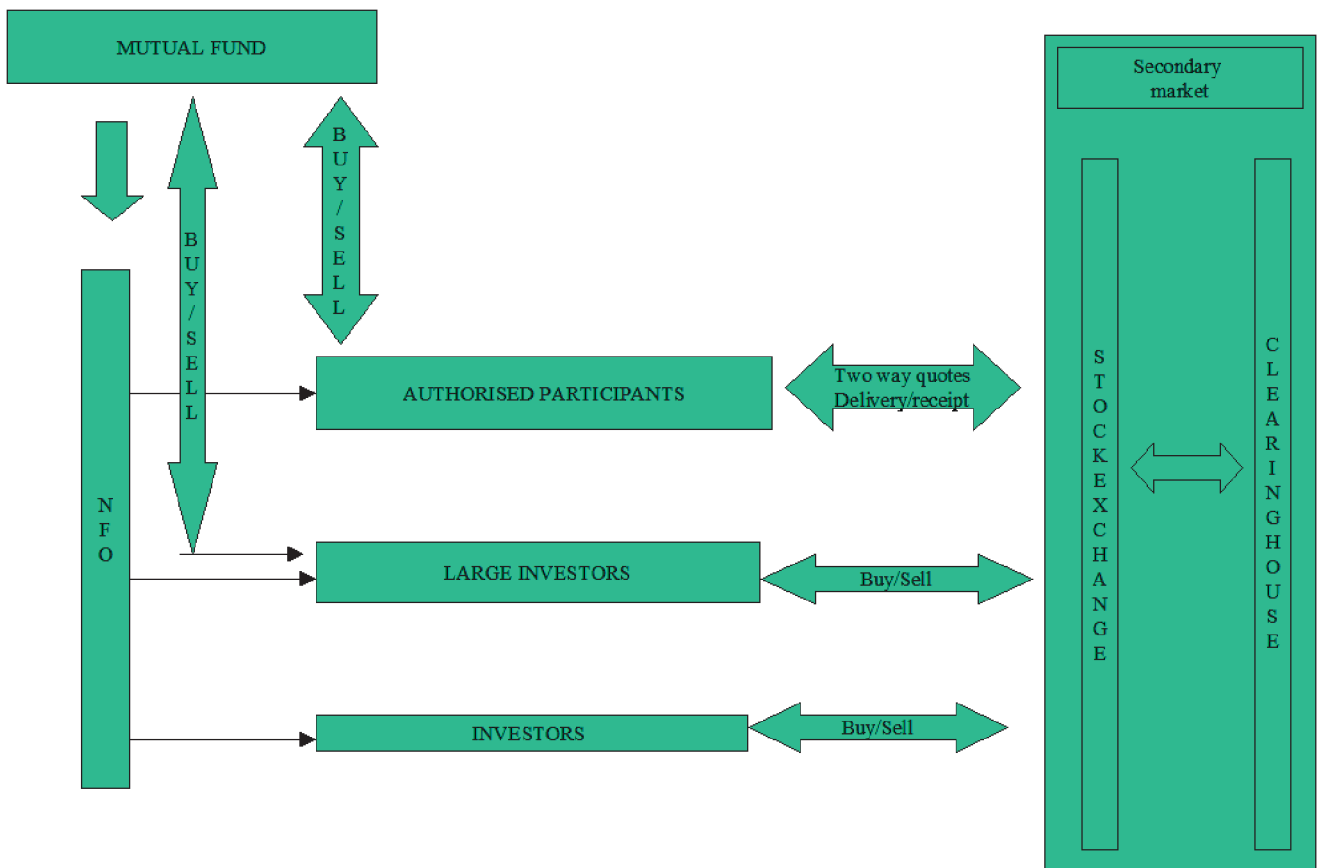 MUTUAL FUND
Secondary
market
BUY/SELL
BUY/SELL
NFO
AUTHORISED PARTICIPANTS
Two way quotes
Delivery/receipt
LARGE INVESTORS
Buy/Sell
INVESTORS
Buy/Sell
STOCKEXCHANGE
CLEARINGHOUSE